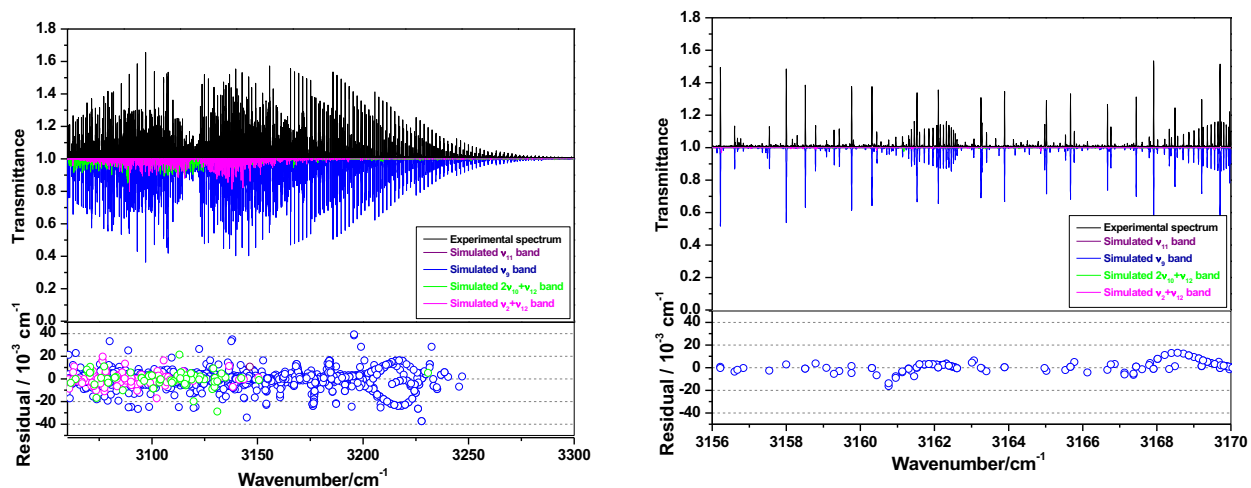 1.8
1.6
1.4
1.2
1.0
0.8
0.6
0.4
0.2
0.0
Transmittance
Experimental spectrum
Simulated ν₁₁ band
Simulated ν₉ band
Simulated 2ν₁₀+ν₁₂ band
Simulated ν₂+ν₁₂ band
40
20
0
-20
-40
Residual / 10⁻³ cm⁻¹
3100 3150 3200 3250 3300
Wavenumber/cm⁻¹
1.8
1.6
1.4
1.2
1.0
0.8
0.6
0.4
0.2
0.0
Transmittance
Experimental spectrum
Simulated ν₁₁ band
Simulated ν₉ band
Simulated 2ν₁₀+ν₁₂ band
Simulated ν₂+ν₁₂ band
40
20
0
-20
-40
Residual / 10⁻³ cm⁻¹
3156 3158 3160 3162 3164 3166 3168 3170
Wavenumber/cm⁻¹